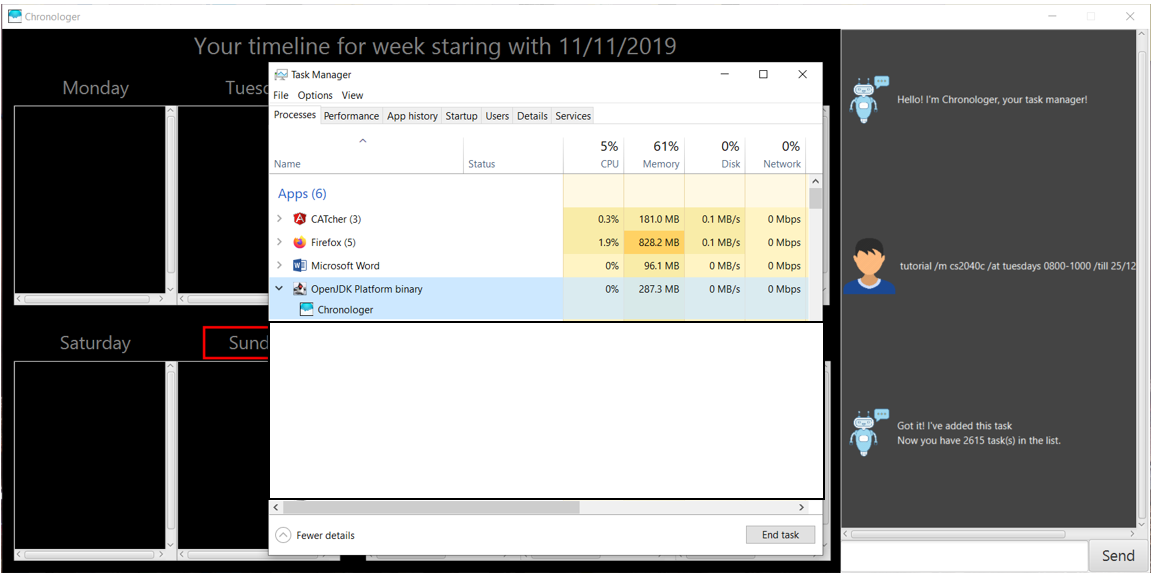 Chronologer
Your timeline for week staring with 11/11/2019
Monday
Tuesd
Task Manager
File Options View
Processes Performance App history Startup Users Details Services
5% 61% 0% 0%
Name Status CPU Memory Disk Network
Apps (6)
CATcher (3) 0.3% 181.0 MB 0.1 MB/s 0 Mbps
Firefox (5) 1.9% 828.2 MB 0.1 MB/s 0 Mbps
Microsoft Word 0% 96.1 MB 0 MB/s 0 Mbps
OpenJDK Platform binary 0% 287.3 MB 0 MB/s 0 Mbps
Chronologer
Fewer details
End task
Saturday
Sund
Hello! I'm Chronologer, your task manager!
tutorial /m cs2040c /at tuesdays 0800-1000 /till 25/12
Got it! I've added this task
Now you have 2615 task(s) in the list.
Send